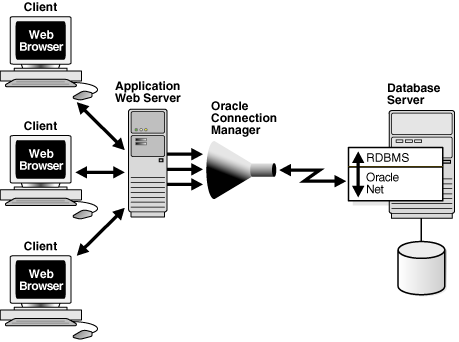 Client
Web
Browser
Application
Web Server
Oracle
Connection
Manager
Database
Server
Client
Web
Browser
RDBMS
Oracle
Net
Client
Web
Browser